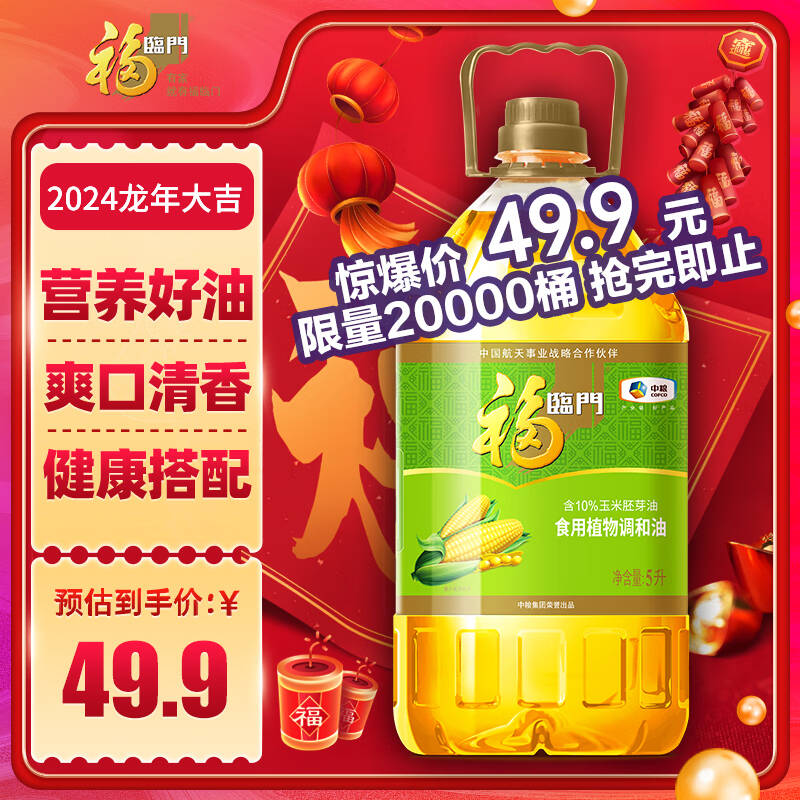 福臨門
2024龙年大吉
营养好油
爽口清香
健康搭配
预估到手价:¥
49.9
惊爆价 49.9 元
限量20000桶 抢完即止
中国航天事业战略合作伙伴
福臨門
中粮
COFCO
含10%玉米胚芽油
食用植物调和油
净含量:5升
中粮集团荣誉出品
福